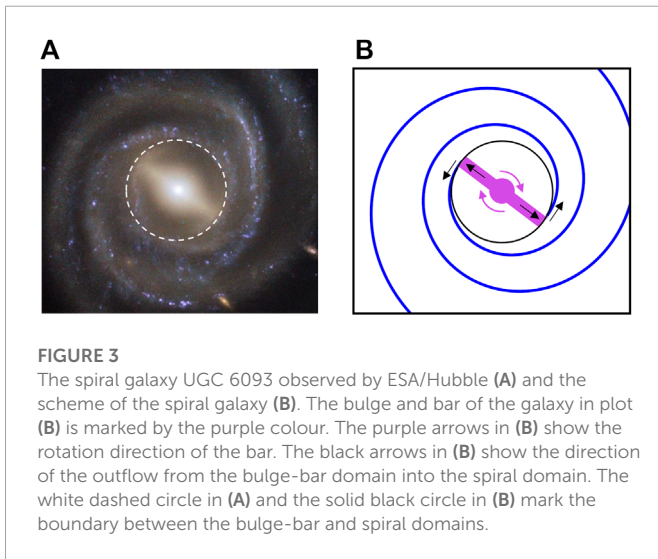 A
B
FIGURE 3
The spiral galaxy UGC 6093 observed by ESA/Hubble (A) and the
scheme of the spiral galaxy (B). The bulge and bar of the galaxy in plot
(B) is marked by the purple colour. The purple arrows in (B) show the
rotation direction of the bar. The black arrows in (B) show the direction
of the outflow from the bulge-bar domain into the spiral domain. The
white dashed circle in (A) and the solid black circle in (B) mark the
boundary between the bulge-bar and spiral domains.